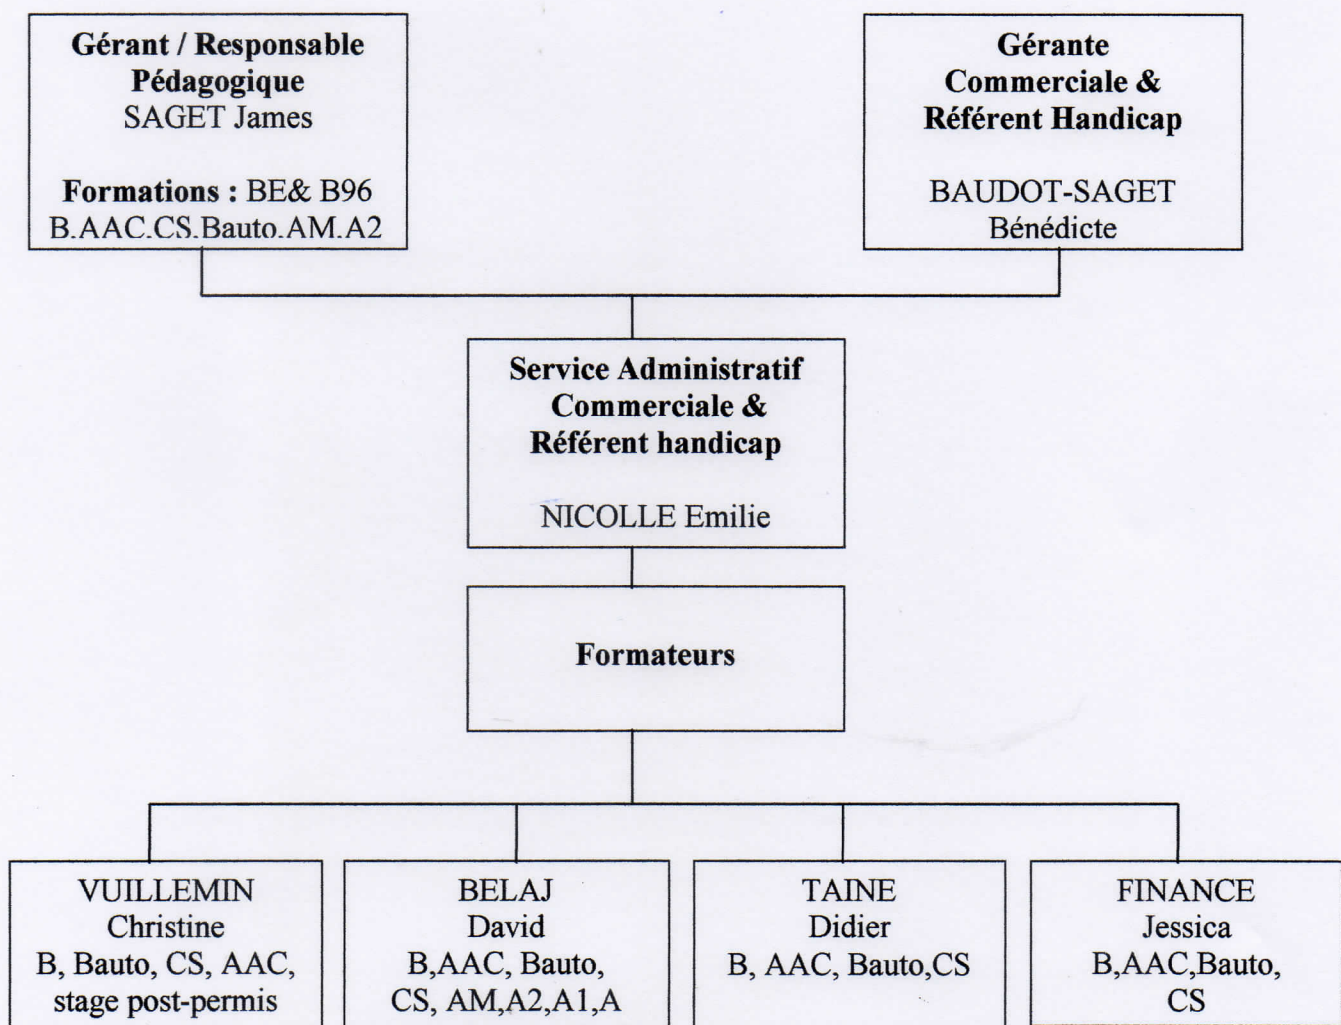 Gérant / Responsable
Pédagogique
SAGET James
Formations : BE& B96
B.AAC.CS.Bauto.AM.A2
Gérante
Commerciale &
Référent Handicap
BAUDOT-SAGET
Bénédicte
Service Administratif
Commerciale &
Référent handicap
NICOLLE Emilie
Formateurs
VUILLEMIN
Christine
B, Bauto, CS, AAC,
stage post-permis
BELAJ
David
B,AAC, Bauto,
CS, AM,A2,A1,A
TAINE
Didier
B, AAC, Bauto,CS
FINANCE
Jessica
B,AAC,Bauto,
CS